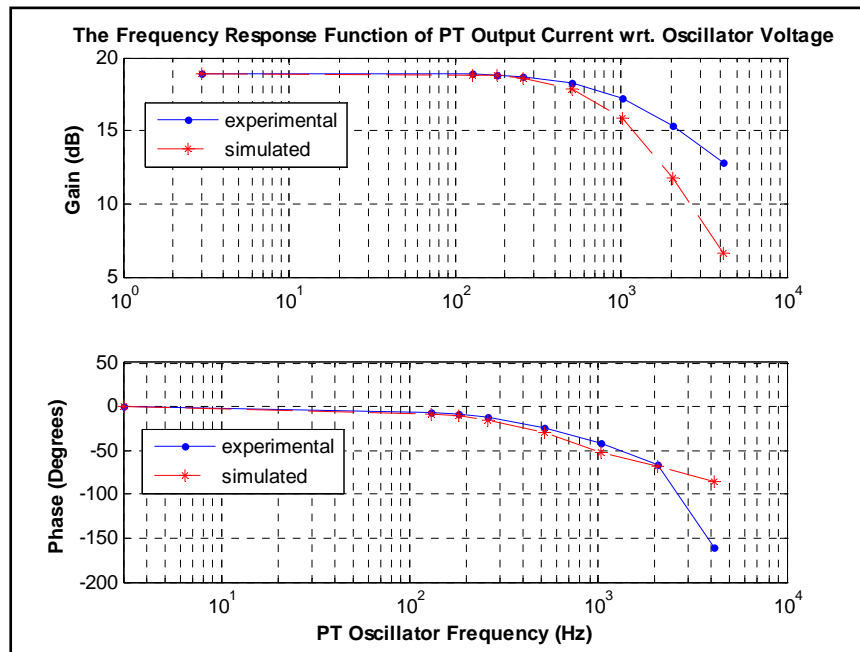 The Frequency Response Function of PT Output Current wrt. Oscillator Voltage
20
15
10
5
Gain (dB)
experimental
simulated
10^0 10^1 10^2 10^3 10^4
50
0
-50
-100
-150
-200
Phase (Degrees)
experimental
simulated
10^1 10^2 10^3 10^4
PT Oscillator Frequency (Hz)